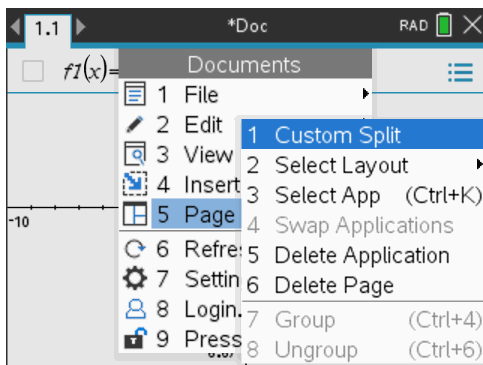 1.1 *Doc RAD
f1(x)=
Documents
1 File
2 Edit
3 View
4 Insert
5 Page
6 Refre
7 Settin
8 Login.
9 Press
1 Custom Split
2 Select Layout
3 Select App (Ctrl+K)
4 Swap Applications
5 Delete Application
6 Delete Page
7 Group (Ctrl+4)
8 Ungroup (Ctrl+6)
-10